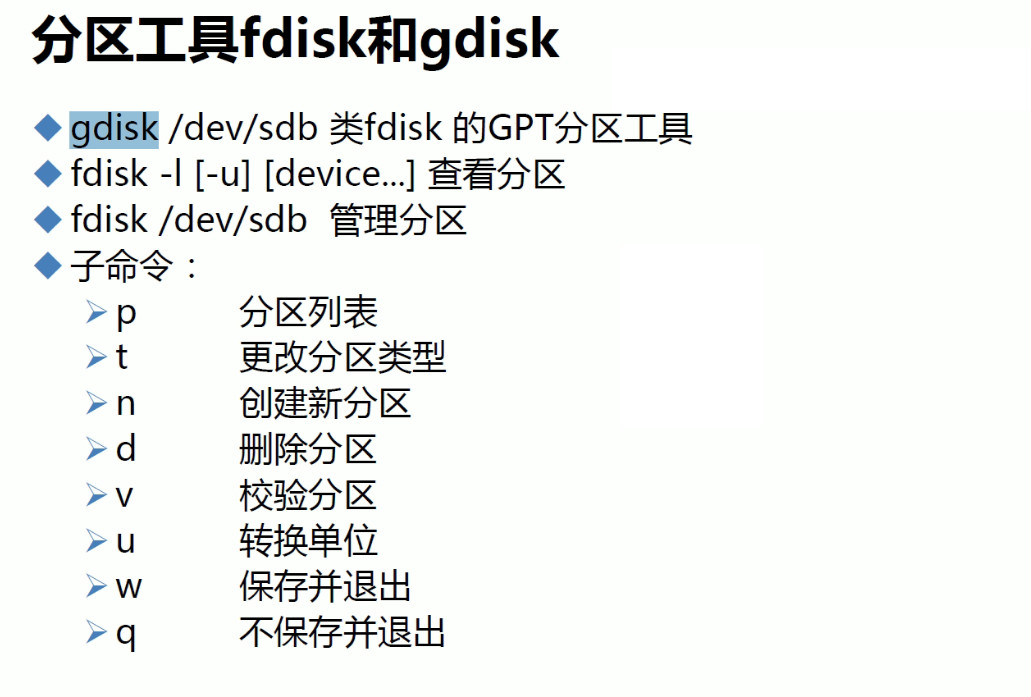 分区工具fdisk和gdisk
gdisk /dev/sdb 类fdisk 的GPT分区工具
fdisk -l [-u] [device...] 查看分区
fdisk /dev/sdb 管理分区
子命令：
p 分区列表
t 更改分区类型
n 创建新分区
d 删除分区
v 校验分区
u 转换单位
w 保存并退出
q 不保存并退出